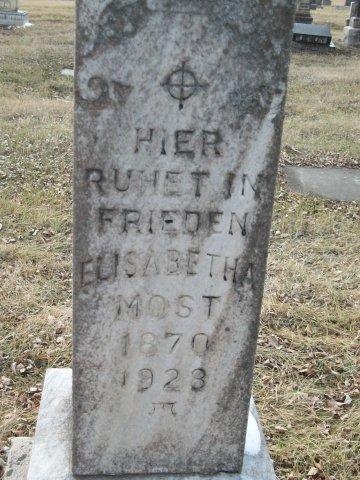 HIER
RUHET IN
FRIEDEN
ELISABETHA
MOST
1870
1923